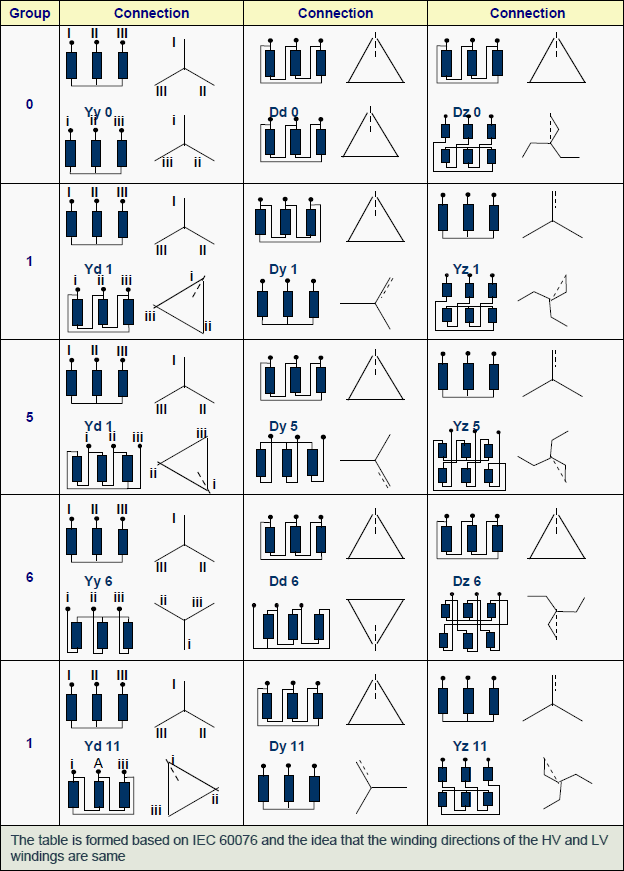 Group Connection Connection Connection
I II III I
III II
0
Yy 0 Dd 0 Dz 0
i ii iii i
iii ii
I II III I
1
III II
Yd 1 Dy 1 Yz 1
i ii iii i
iii
ii
I II III I
5
III II
Yd 1 Dy 5 Yz 5
i ii iii iii
ii
i
I II III I
6
III II
Yy 6 Dd 6 Dz 6
i ii iii ii iii
i
I II III I
III II
1
Yd 11 Dy 11 Yz 11
i A iii i
ii
iii
The table is formed based on IEC 60076 and the idea that the winding directions of the HV and LV
windings are same